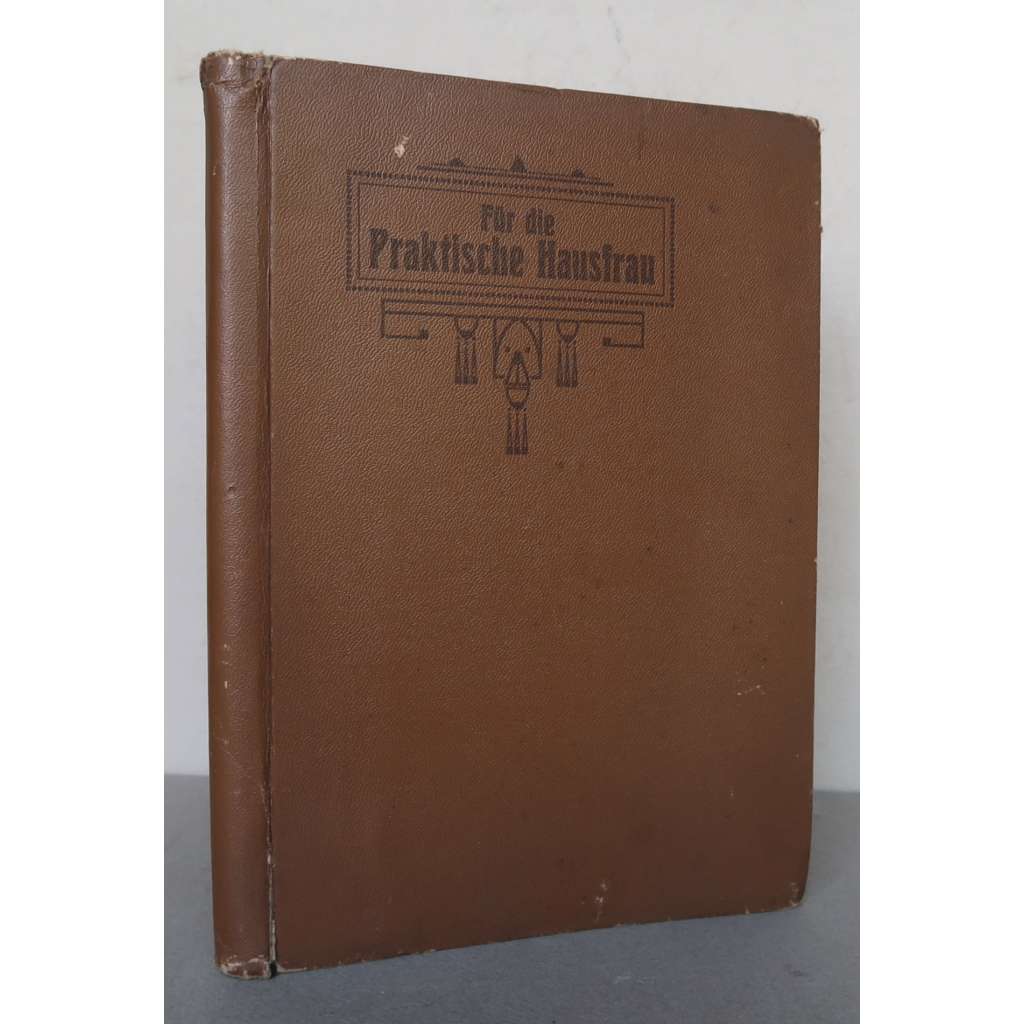 Für die
Praktische Hausfrau